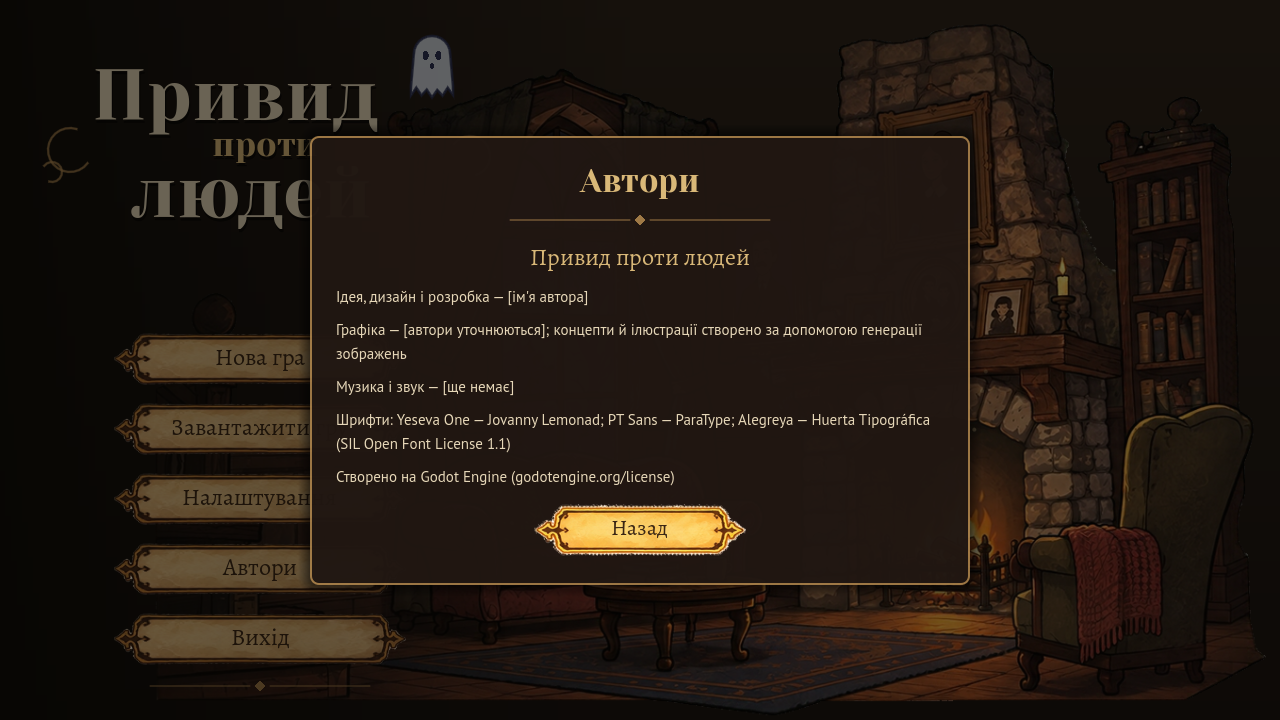 Привид
проти
людей
Автори
Привид проти людей
Ідея, дизайн і розробка — [ім'я автора]
Графіка — [автори уточнюються]; концепти й ілюстрації створено за допомогою генерації
зображень
Музика і звук — [ще немає]
Шрифти: Yeseva One — Jovanny Lemonad; PT Sans — ParaType; Alegreya — Huerta Tipográfica
(SIL Open Font License 1.1)
Створено на Godot Engine (godotengine.org/license)
Назад
Нова гра
Завантажити
Налаштуван
Автори
Вихід